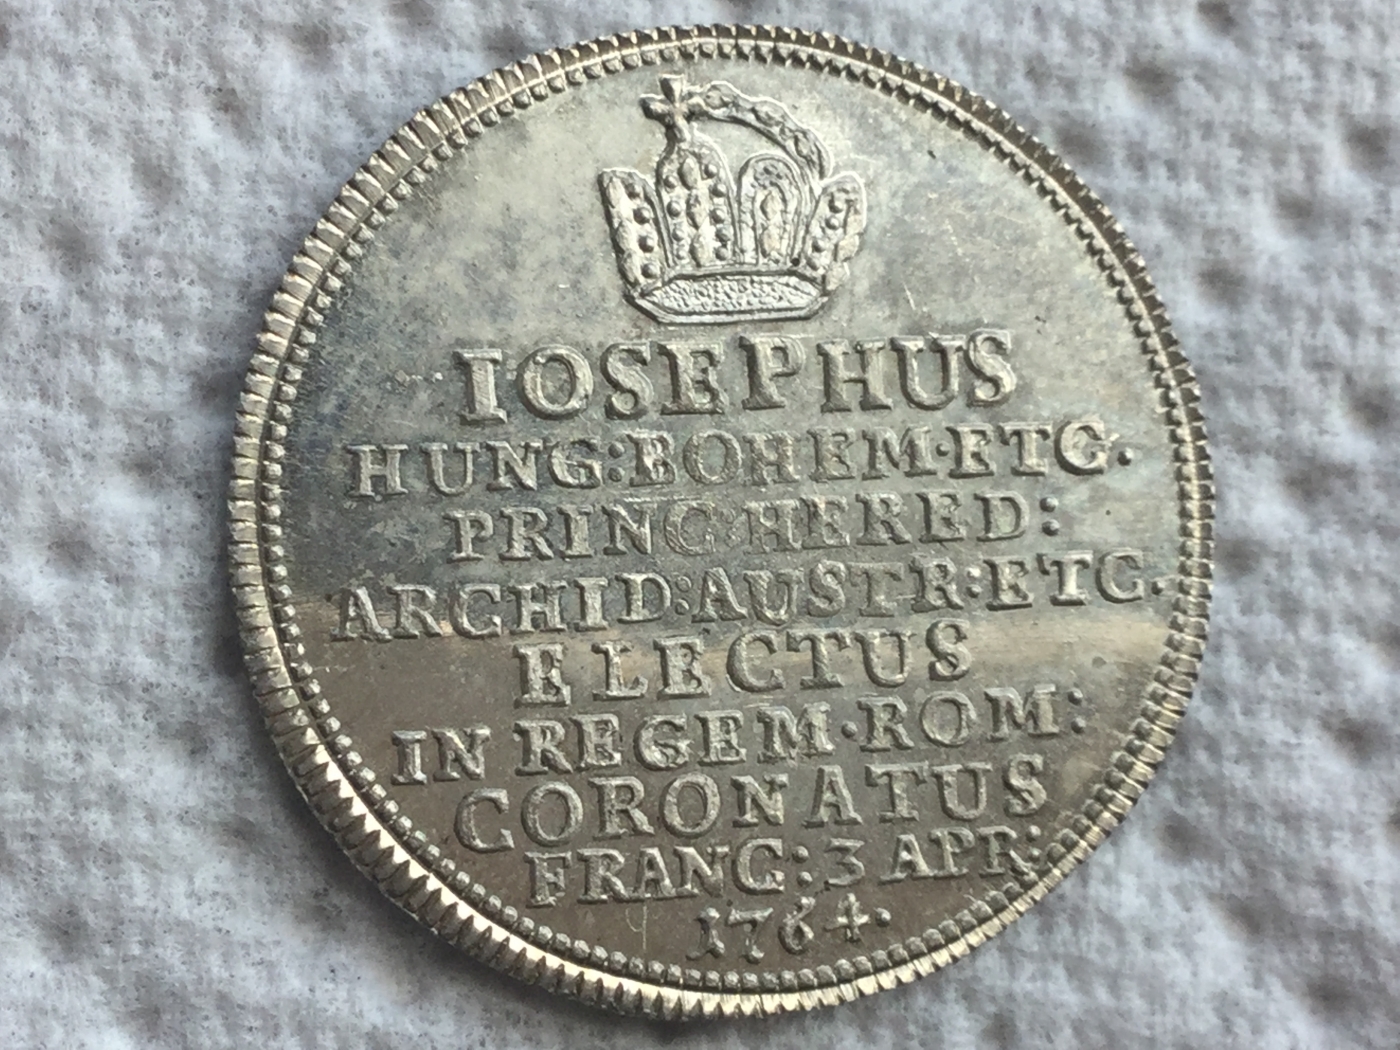 IOSEPHUS
HUNG:BOHEM·ETC.
PRINC:HERED:
ARCHID:AUSTR:ETC.
ELECTUS
IN REGEM·ROM:
CORONATUS
FRANC:3 APR:
1764·